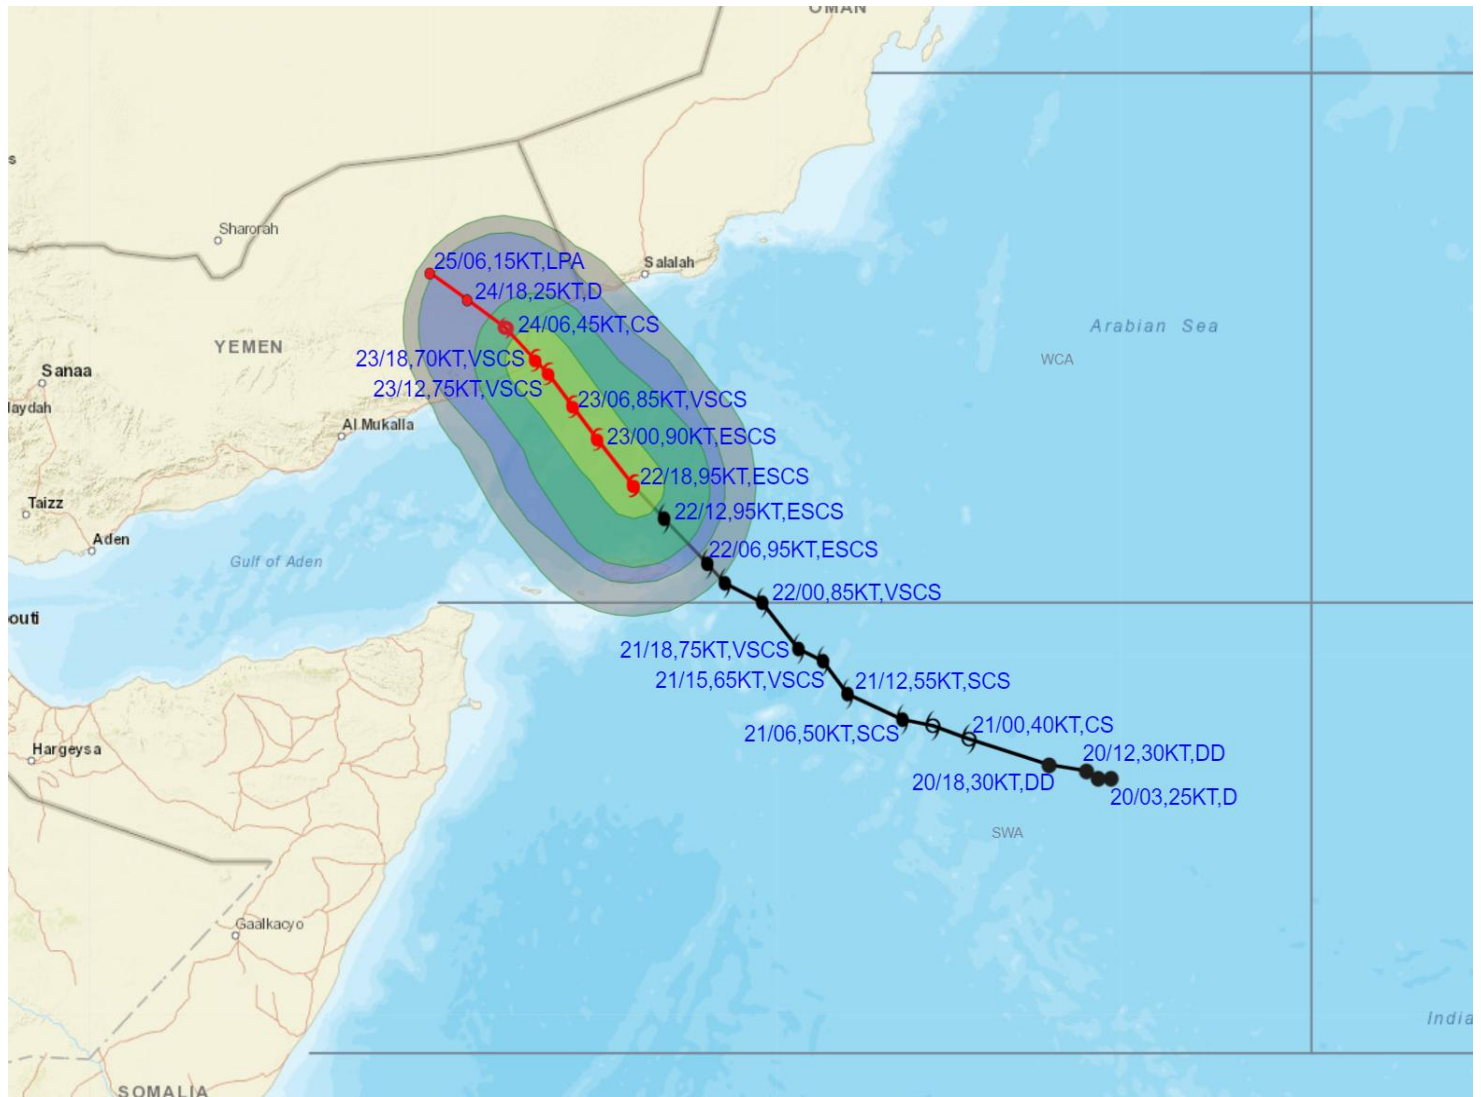 OMAN
s
Sharorah
Salalah
25/06,15KT,LPA
24/18,25KT,D
24/06,45KT,CS
Arabian Sea
YEMEN
23/18,70KT,VSCS
WCA
Sanaa
23/12,75KT,VSCS
laydah
23/06,85KT,VSCS
Al Mukalla
23/00,90KT,ESCS
22/18,95KT,ESCS
Taizz
22/12,95KT,ESCS
Aden
22/06,95KT,ESCS
Gulf of Aden
22/00,85KT,VSCS
outi
21/18,75KT,VSCS
21/15,65KT,VSCS
21/12,55KT,SCS
21/00,40KT,CS
21/06,50KT,SCS
Hargeysa
20/12,30KT,DD
20/18,30KT,DD
20/03,25KT,D
SWA
Gaalkacyo
India
SOMALIA